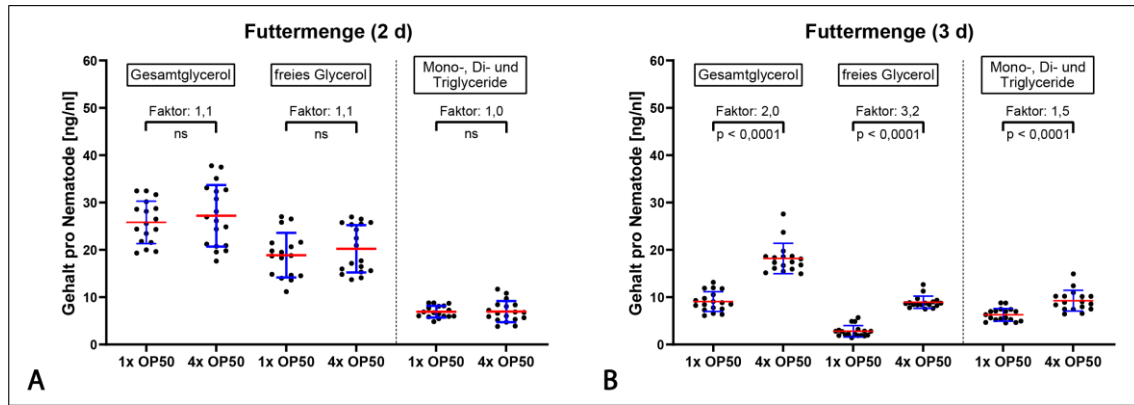 Futtermenge (2 d)
Gehalt pro Nematode [ng/nl]
60
50
40
30
20
10
0
Gesamtglycerol
freies Glycerol
Mono-, Di- und
Triglyceride
Faktor: 1,1
Faktor: 1,1
Faktor: 1,0
ns
ns
ns
1x OP50
4x OP50
1x OP50
4x OP50
1x OP50
4x OP50
A
Futtermenge (3 d)
Gehalt pro Nematode [ng/nl]
60
50
40
30
20
10
0
Gesamtglycerol
freies Glycerol
Mono-, Di- und
Triglyceride
Faktor: 2,0
Faktor: 3,2
Faktor: 1,5
p < 0,0001
p < 0,0001
p < 0,0001
1x OP50
4x OP50
1x OP50
4x OP50
1x OP50
4x OP50
B